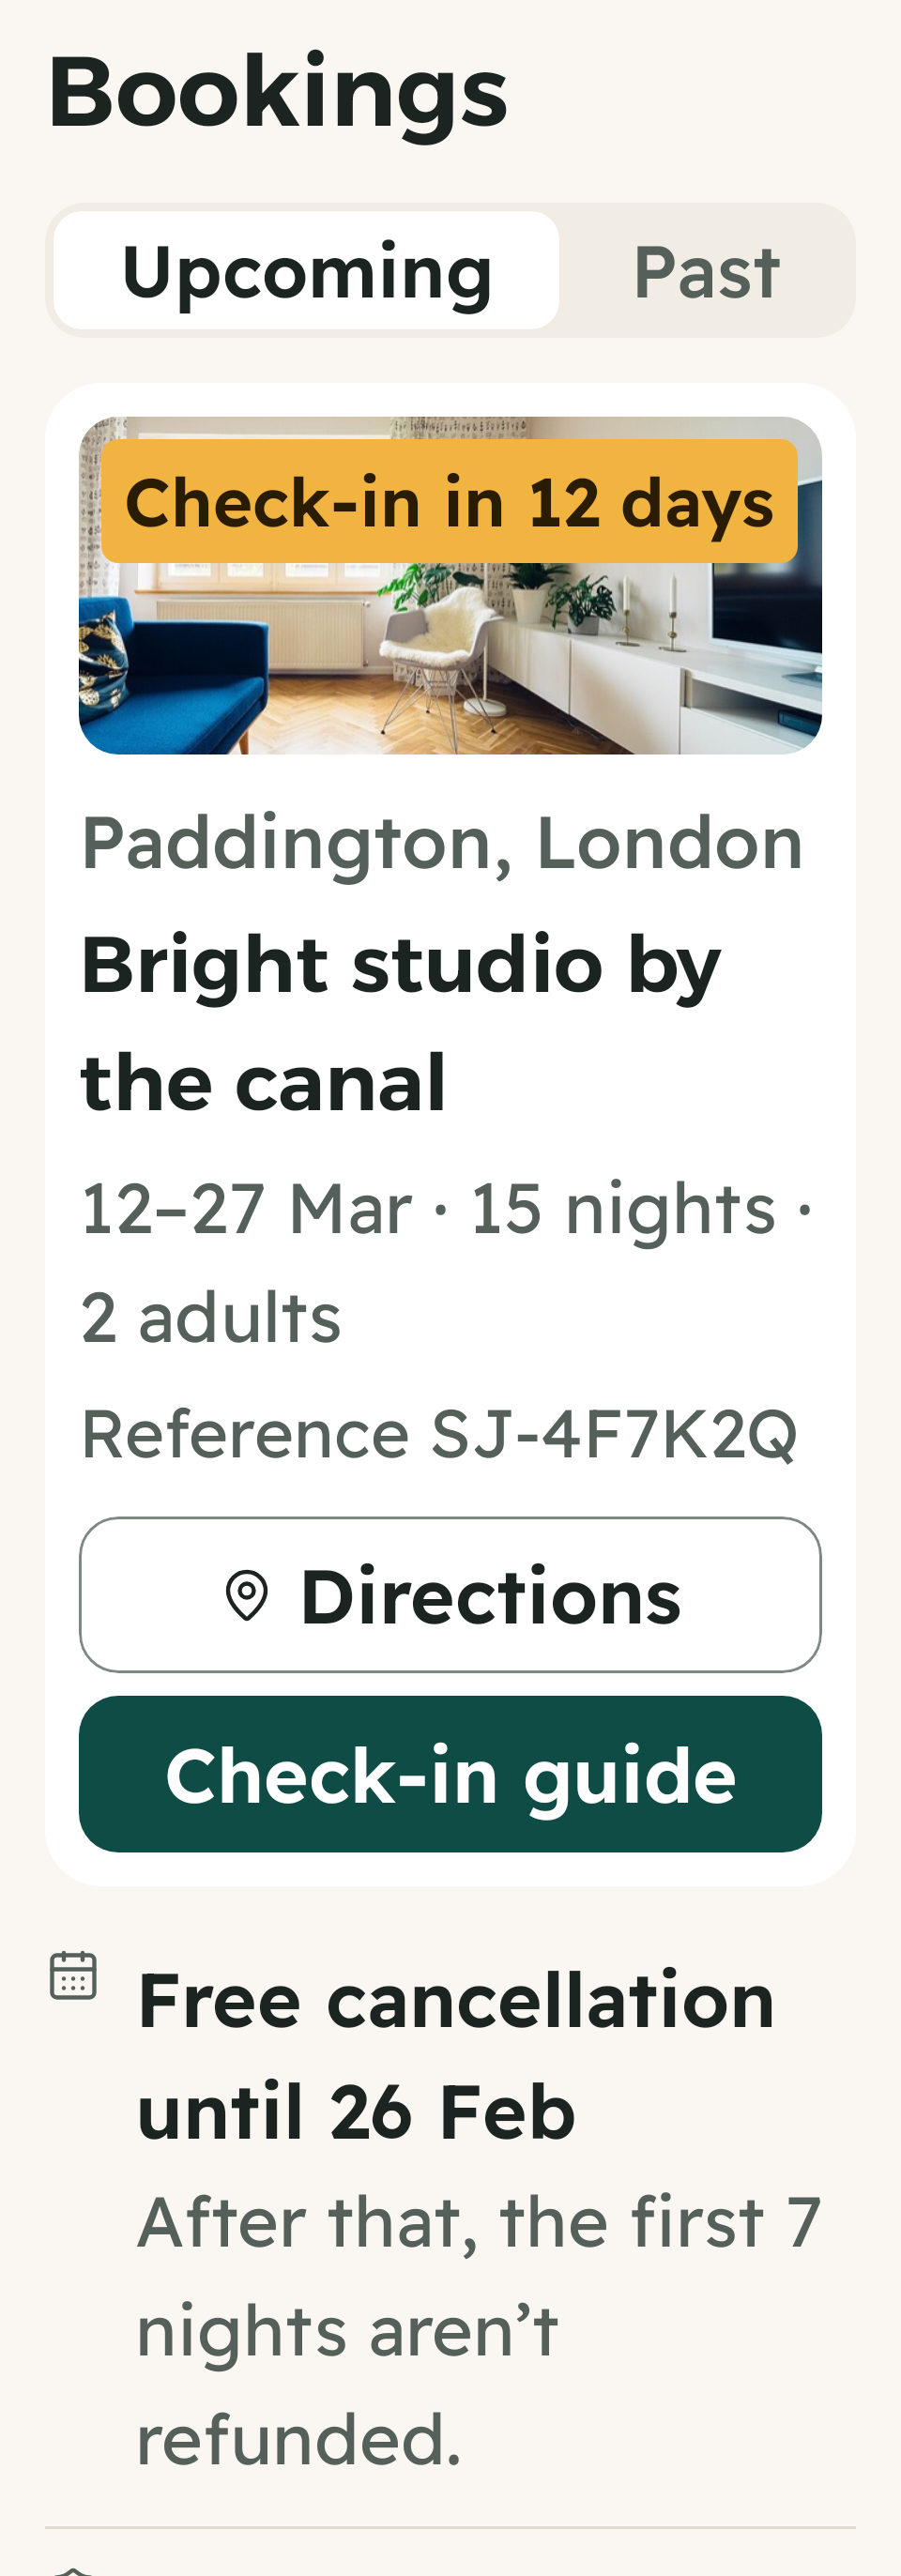 Bookings
Upcoming
Past
Check-in in 12 days
Paddington, London
Bright studio by
the canal
12–27 Mar · 15 nights ·
2 adults
Reference SJ-4F7K2Q
Directions
Check-in guide
Free cancellation
until 26 Feb
After that, the first 7
nights aren’t
refunded.